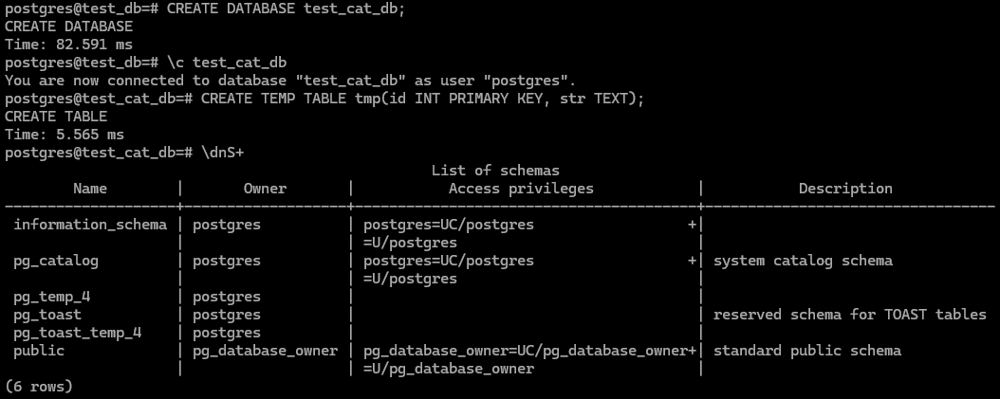 postgres@test_db=# CREATE DATABASE test_cat_db;
CREATE DATABASE
Time: 82.591 ms
postgres@test_db=# \c test_cat_db
You are now connected to database "test_cat_db" as user "postgres".
postgres@test_cat_db=# CREATE TEMP TABLE tmp(id INT PRIMARY KEY, str TEXT);
CREATE TABLE
Time: 5.565 ms
postgres@test_cat_db=# \dnS+
                                                  List of schemas
        Name        |       Owner       |           Access privileges            |           Description
--------------------+-------------------+----------------------------------------+----------------------------------
 information_schema | postgres          | postgres=UC/postgres                  +|
                    |                   | =U/postgres                            |
 pg_catalog         | postgres          | postgres=UC/postgres                  +| system catalog schema
                    |                   | =U/postgres                            |
 pg_temp_4          | postgres          |                                        |
 pg_toast           | postgres          |                                        | reserved schema for TOAST tables
 pg_toast_temp_4    | postgres          |                                        |
 public             | pg_database_owner | pg_database_owner=UC/pg_database_owner+| standard public schema
                    |                   | =U/pg_database_owner                   |
(6 rows)